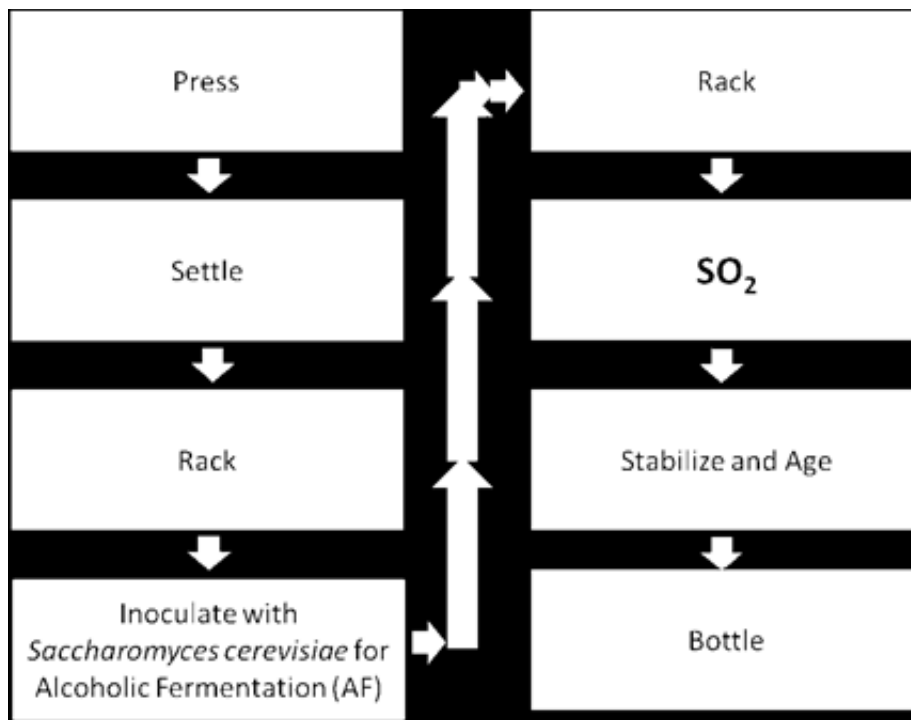 Press
Settle
Rack
Inoculate with
Saccharomyces cerevisiae for
Alcoholic Fermentation (AF)
Rack
SO₂
Stabilize and Age
Bottle